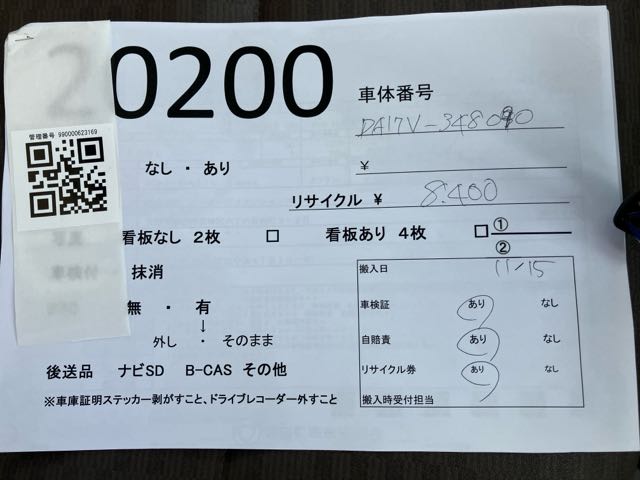 20200
車体番号
管理番号 990000623169
なし ・ あり
¥
リサイクル ¥ 8.400
看板なし 2枚 □ 看板あり 4枚 □ ①
②
抹消
搬入日 11/15
無 ・ 有
車検証 あり なし
↓
外し ・ そのまま
自賠責 あり なし
後送品 ナビSD B-CAS その他
リサイクル券 あり なし
※車庫証明ステッカー剥がすこと、ドライブレコーダー外すこと
搬入時受付担当